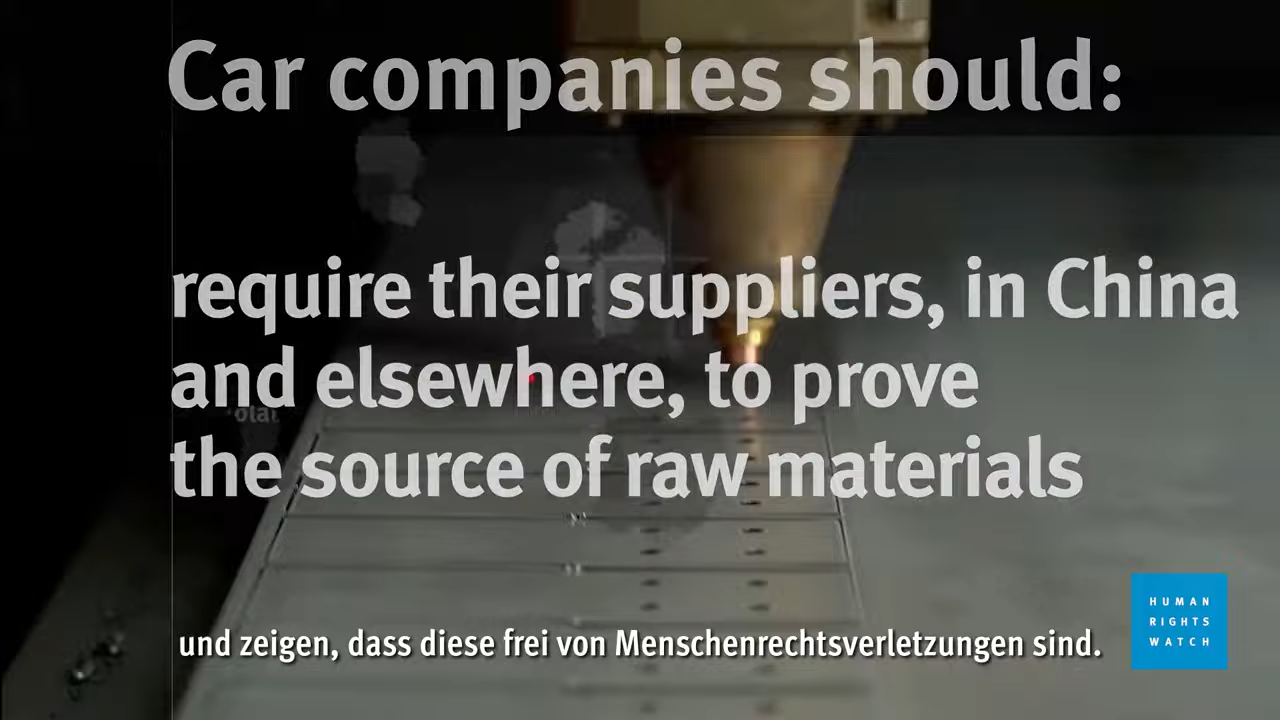 Car companies should:
require their suppliers, in China
and elsewhere, to prove
the source of raw materials
und zeigen, dass diese frei von Menschenrechtsverletzungen sind.
HUMAN
RIGHTS
WATCH